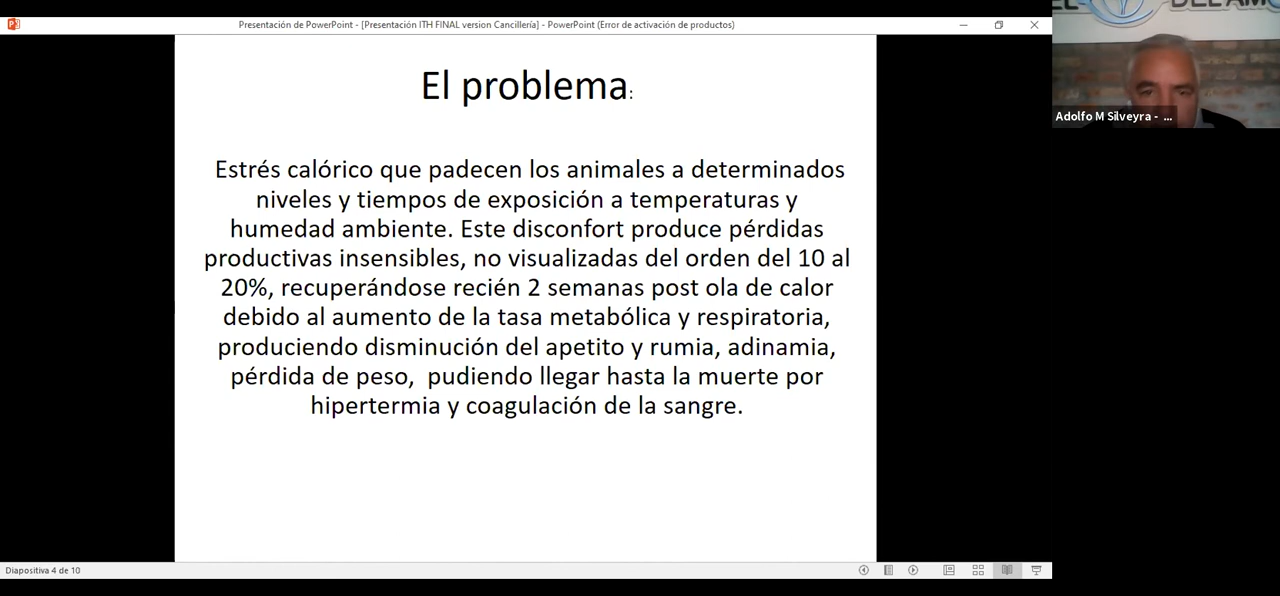 Presentación de PowerPoint - [Presentación ITH FINAL version Cancillería] - PowerPoint (Error de activación de productos)
El problema:
Estrés calórico que padecen los animales a determinados
niveles y tiempos de exposición a temperaturas y
humedad ambiente. Este disconfort produce pérdidas
productivas insensibles, no visualizadas del orden del 10 al
20%, recuperándose recién 2 semanas post ola de calor
debido al aumento de la tasa metabólica y respiratoria,
produciendo disminución del apetito y rumia, adinamia,
pérdida de peso,  pudiendo llegar hasta la muerte por
hipertermia y coagulación de la sangre.
Adolfo M Silveyra - ...
Diapositiva 4 de 10